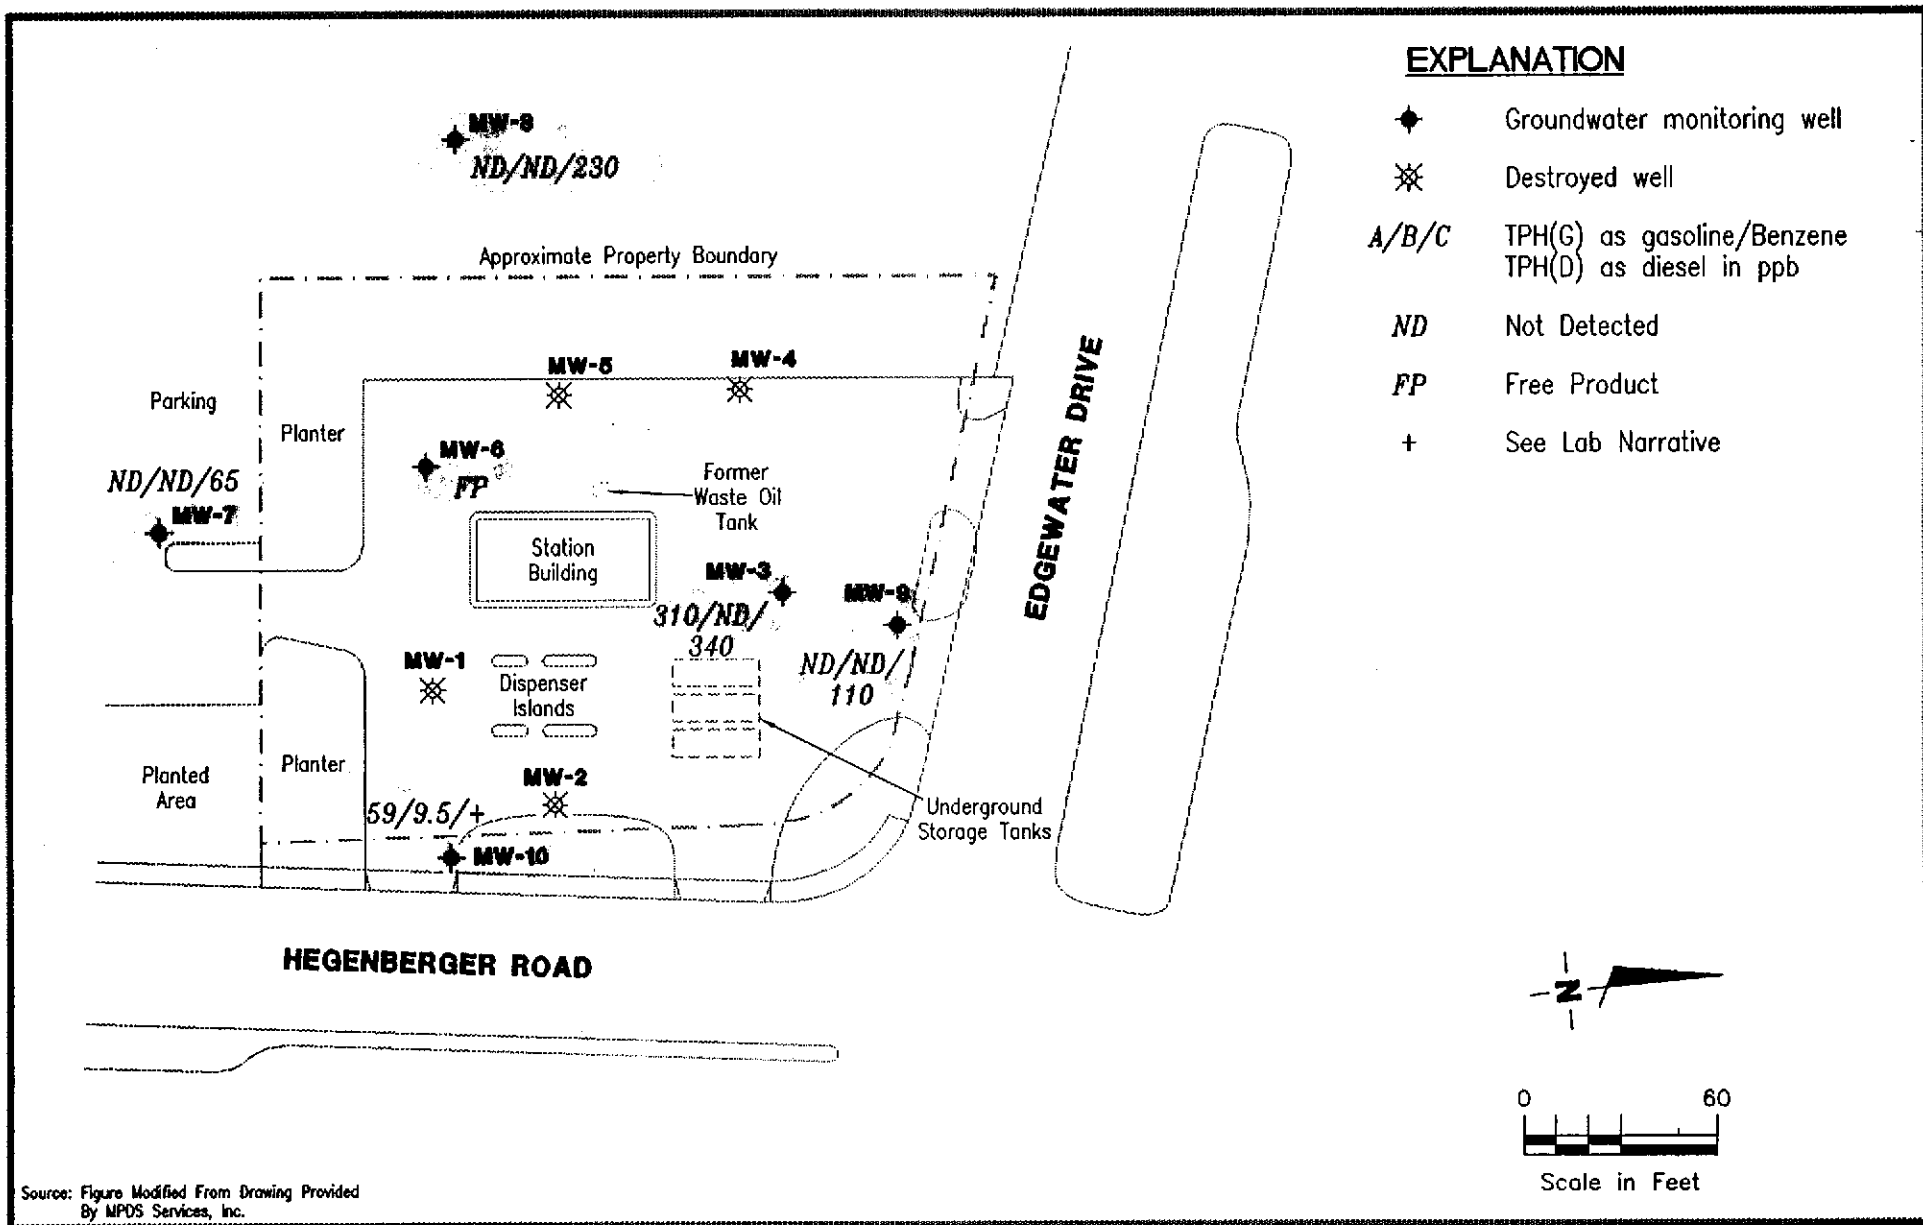 EXPLANATION
Groundwater monitoring well
Destroyed well
A/B/C TPH(G) as gasoline/Benzene
TPH(D) as diesel in ppb
ND Not Detected
FP Free Product
+ See Lab Narrative
MW-8
ND/ND/230
Approximate Property Boundary
MW-5
MW-4
Parking
Planter
MW-6
FP
Former
Waste Oil
Tank
ND/ND/65
MW-7
Station
Building
MW-3
310/ND/
340
MW-9
ND/ND/
110
EDGEWATER DRIVE
MW-1
Dispenser
Islands
Planter
Planted
Area
MW-2
59/9.5/+
MW-10
Underground
Storage Tanks
HEGENBERGER ROAD
N
0 60
Scale in Feet
Source: Figure Modified From Drawing Provided
By MPDS Services, Inc.